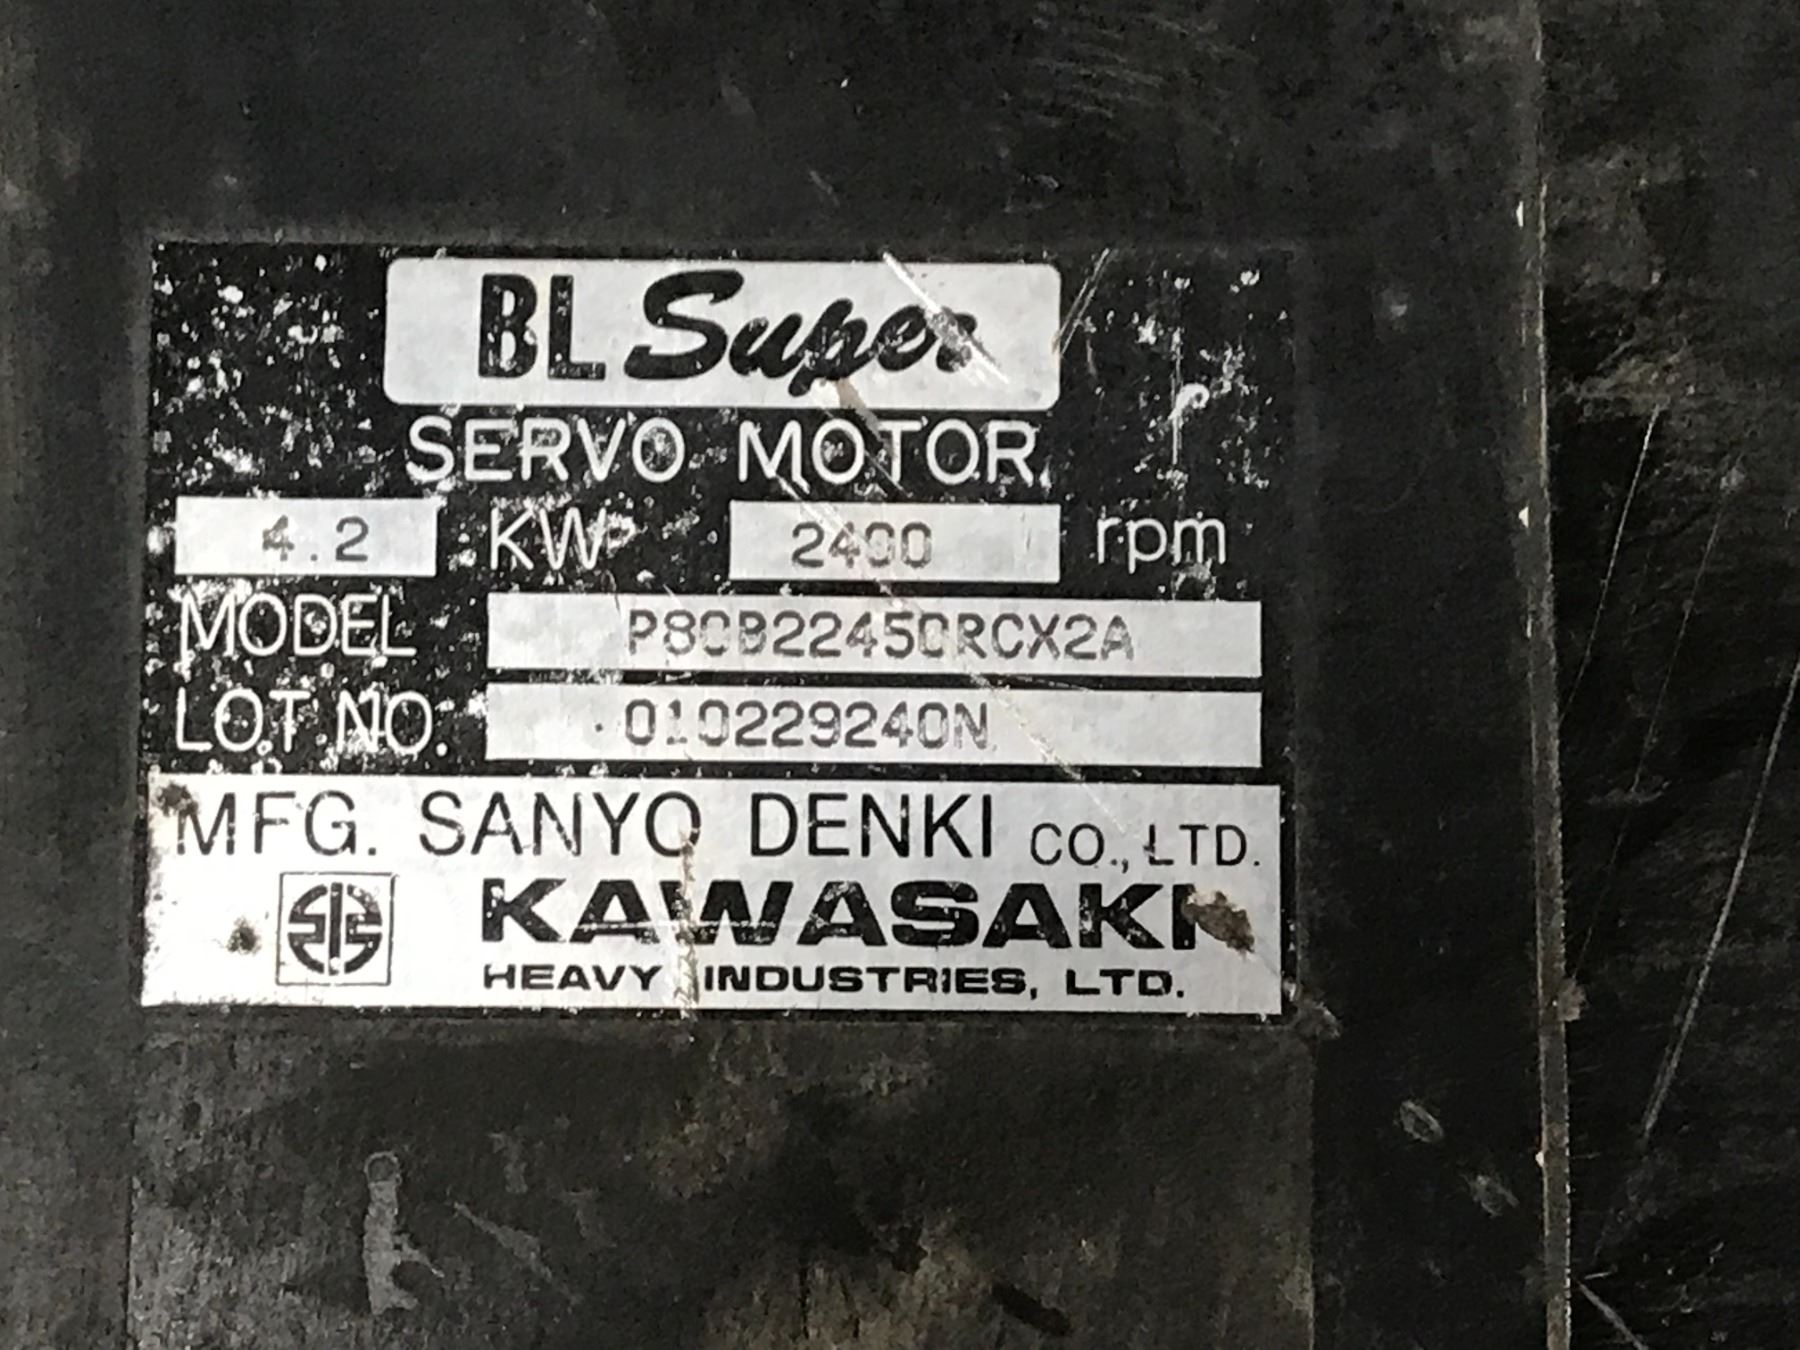 BL Super
SERVO MOTOR
4.2 KW 2400 rpm
MODEL P80B22450RCX2A
LOT NO. 010229240N
MFG. SANYO DENKI CO., LTD.
KAWASAKI
HEAVY INDUSTRIES, LTD.